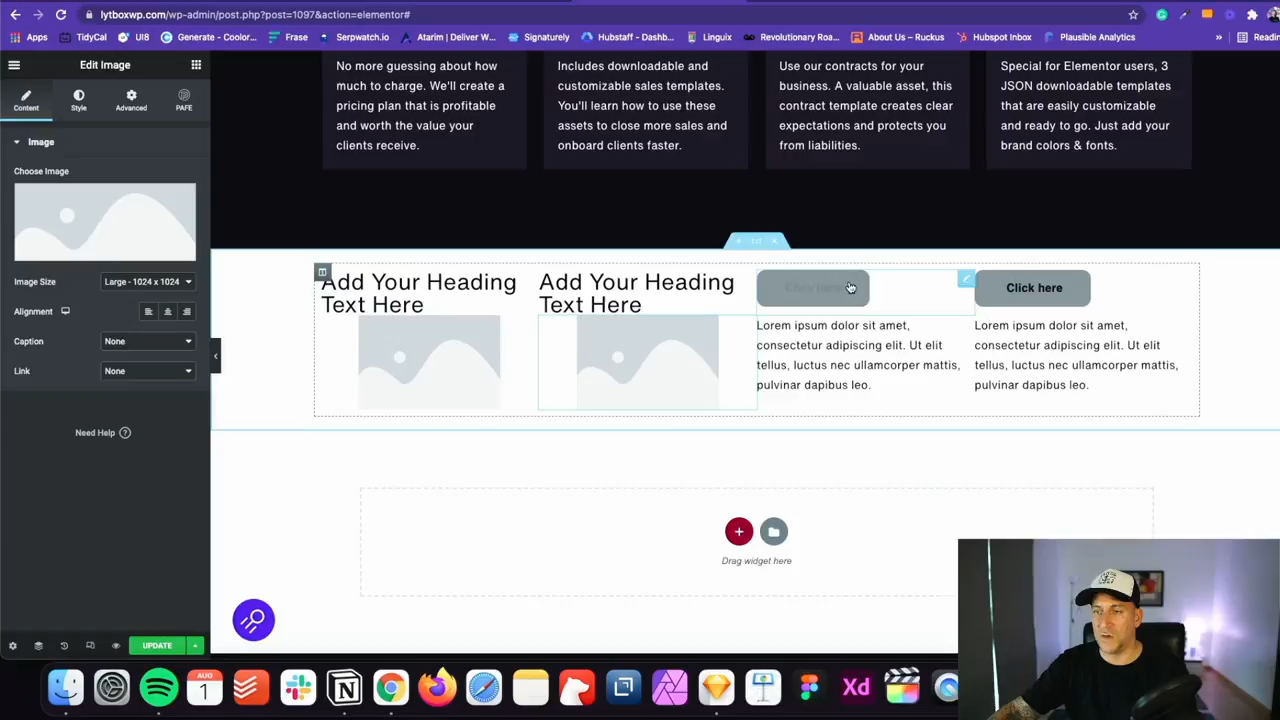 lytboxwp.com/wp-admin/post.php?post=1097&action=elementor#
Apps
TidyCal
UI8
Generate - Coolor...
Frase
Serpwatch.io
Atarim | Deliver W...
Signaturely
Hubstaff - Dashb...
Linguix
Revolutionary Roa...
About Us – Ruckus
HubSpot Inbox
Plausible Analytics
»
Edit Image
Content
Style
Advanced
PAFE
Image
Choose Image
Image Size
Large - 1024 x 1024
Alignment
Caption
None
Link
None
Need Help
UPDATE
No more guessing about how
much to charge. We'll create a
pricing plan that is profitable
and worth the value your
clients receive.
Includes downloadable and
customizable sales templates.
You'll learn how to use these
assets to close more sales and
onboard clients faster.
Use our contracts for your
business. A valuable asset, this
contract template creates clear
expectations and protects you
from liabilities.
Special for Elementor users, 3
JSON downloadable templates
that are easily customizable
and ready to go. Just add your
brand colors & fonts.
Add Your Heading
Text Here
Add Your Heading
Text Here
Click here
Lorem ipsum dolor sit amet,
consectetur adipiscing elit. Ut elit
tellus, luctus nec ullamcorper mattis,
pulvinar dapibus leo.
Click here
Lorem ipsum dolor sit amet,
consectetur adipiscing elit. Ut elit
tellus, luctus nec ullamcorper mattis,
pulvinar dapibus leo.
Drag widget here
AUG
1
Xd